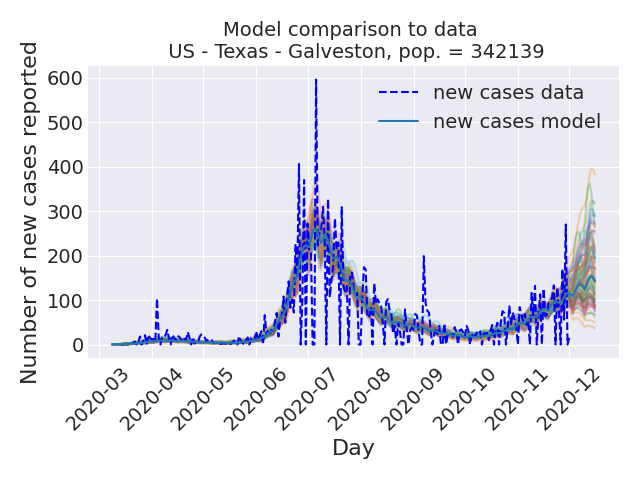 Model comparison to data
US - Texas - Galveston, pop. = 342139
Number of new cases reported
600
500
400
300
200
100
0
new cases data
new cases model
2020-03
2020-04
2020-05
2020-06
2020-07
2020-08
2020-09
2020-10
2020-11
2020-12
Day